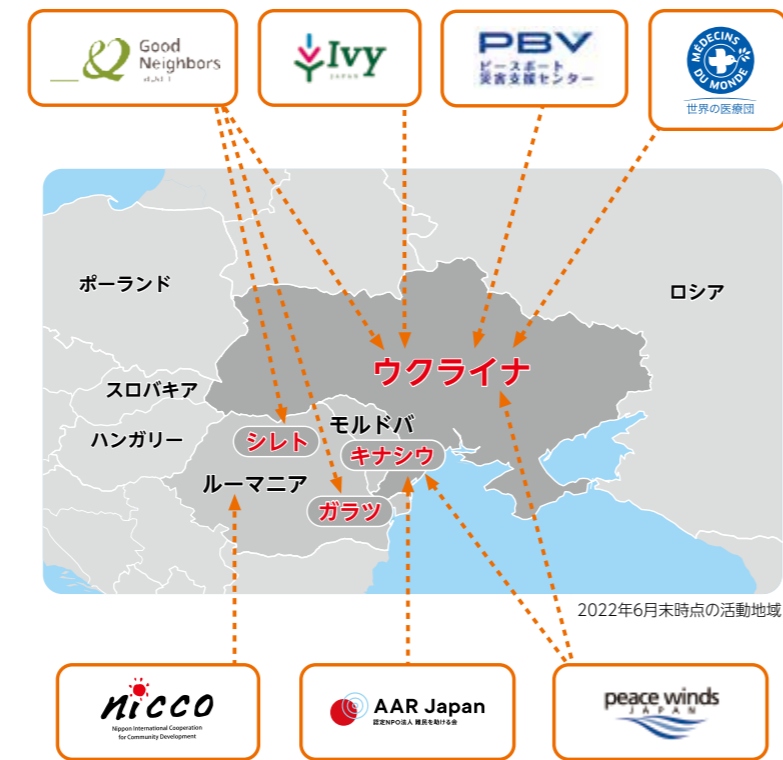 Good
Neighbors
Ivy
JAPAN
PBV
ピースボート
災害支援センター
MÉDECINS
DU MONDE
世界の医療団
ポーランド
ロシア
ウクライナ
スロバキア
ハンガリー
モルドバ
シレト
キナシウ
ルーマニア
ガラツ
2022年6月末時点の活動地域
nicco
Nippon International Cooperation
for Community Development
AAR Japan
認定NPO法人 難民を助ける会
peace winds
JAPAN